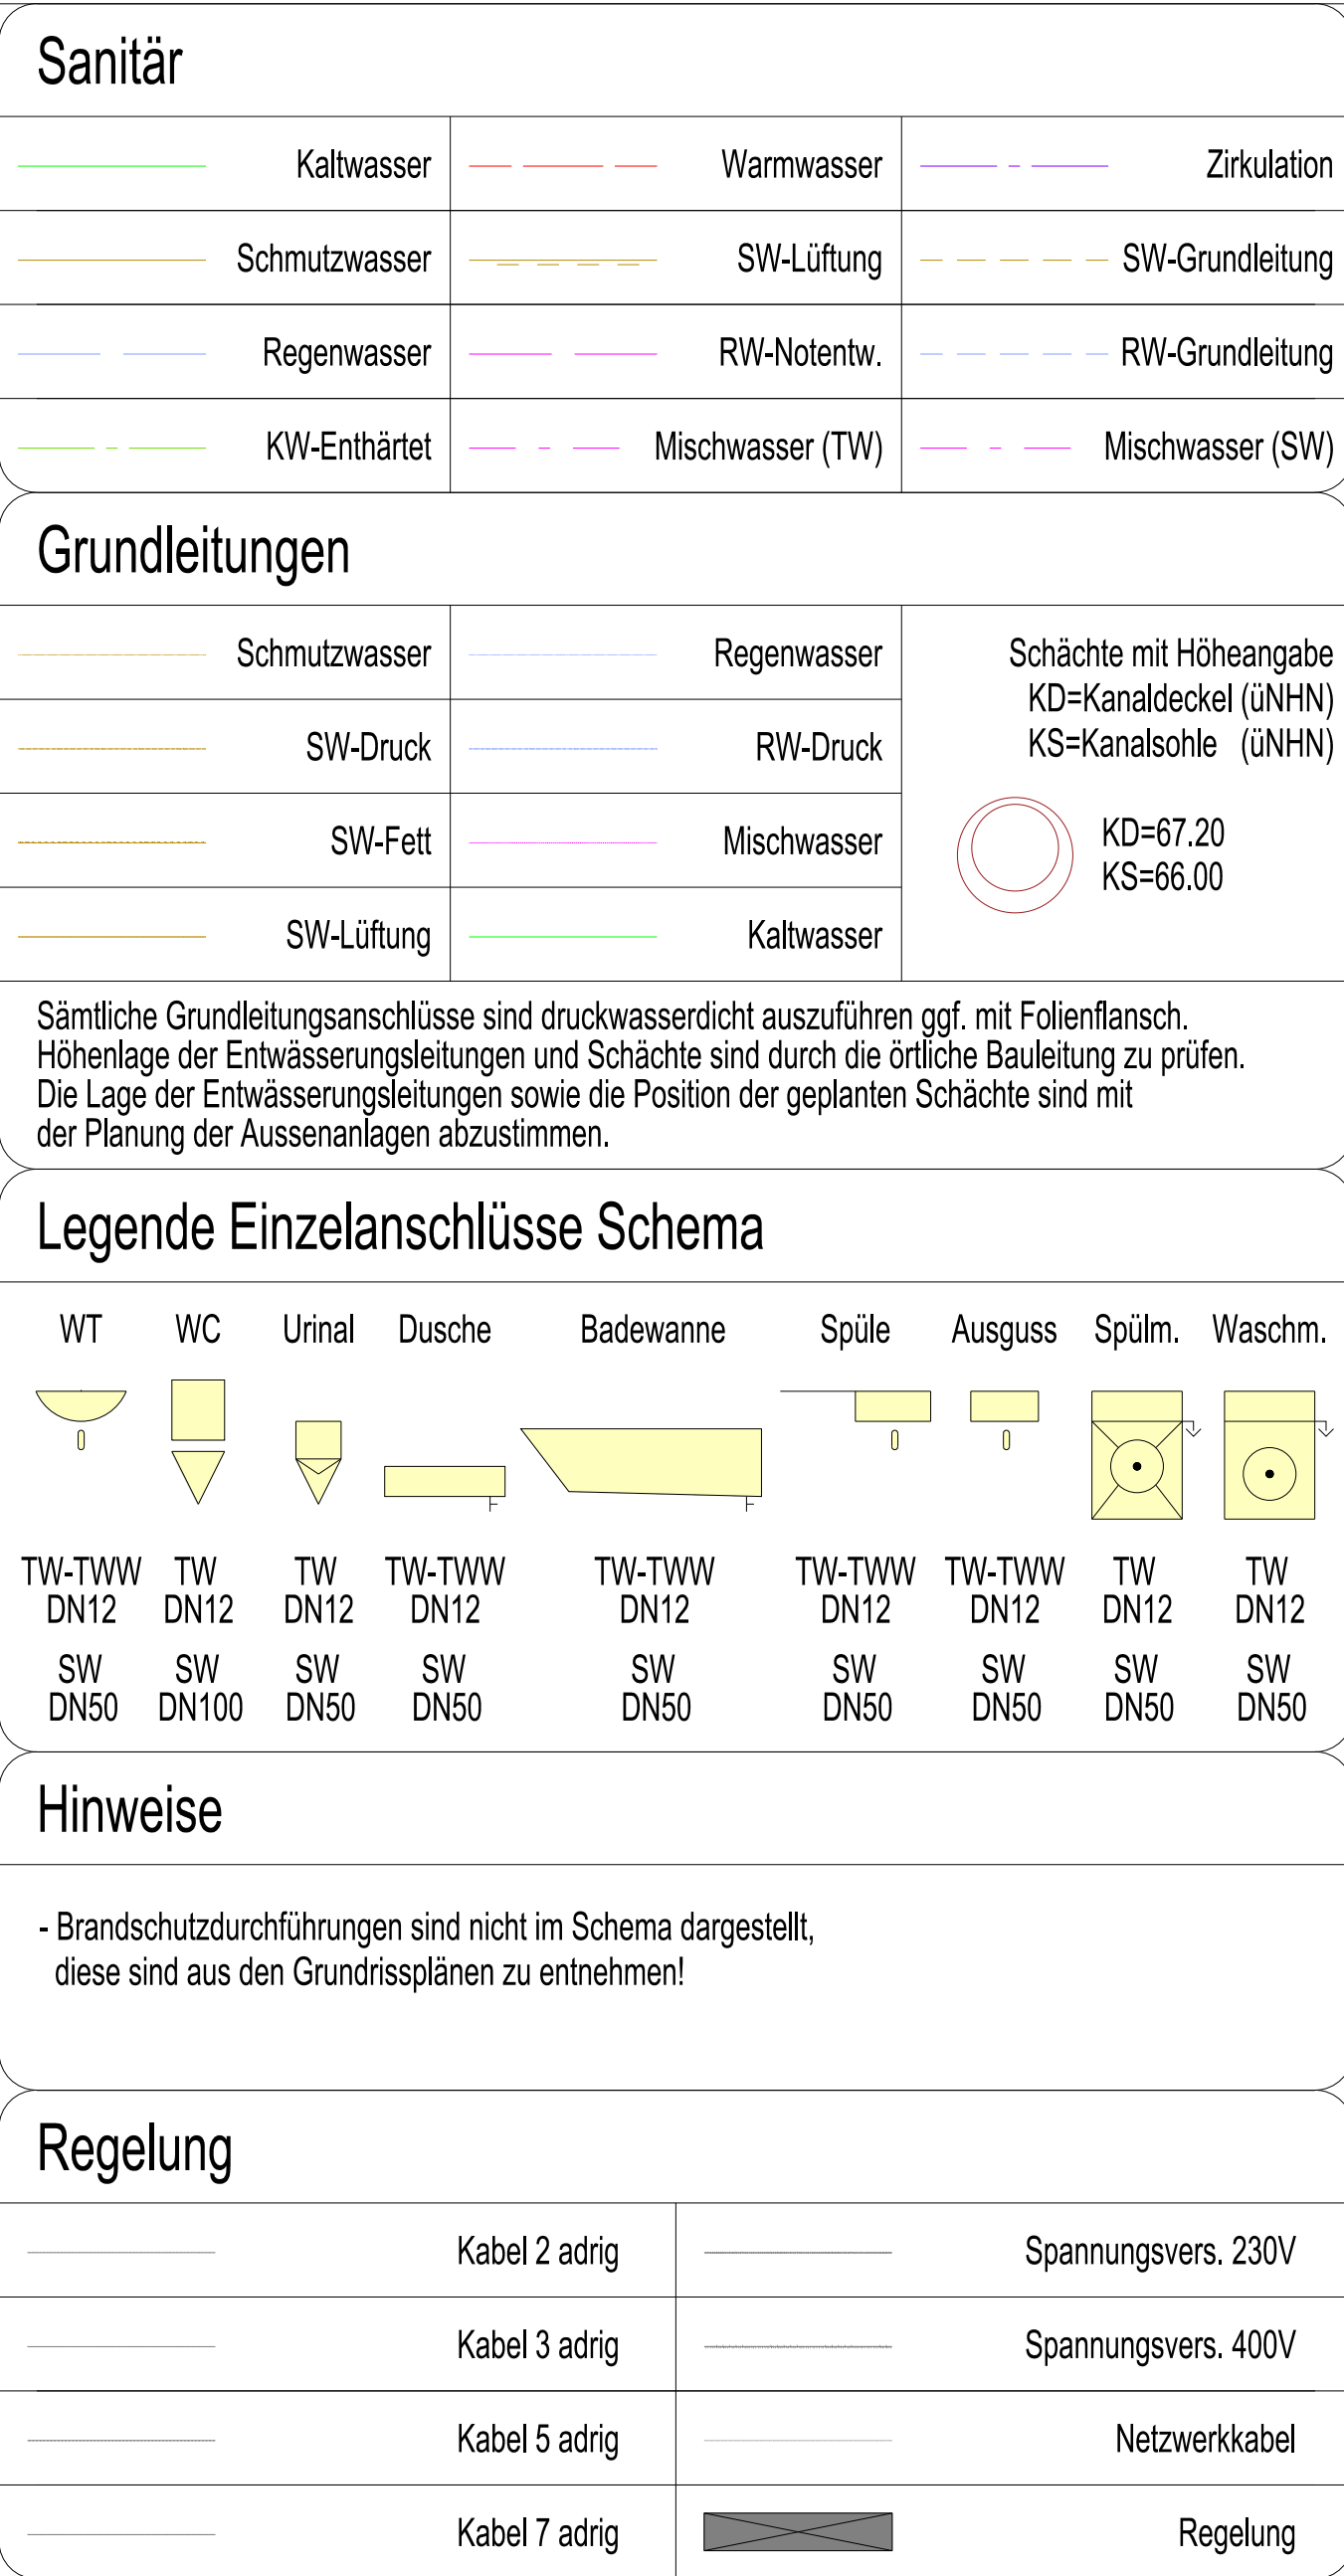 Sanitär
Kaltwasser Warmwasser Zirkulation
Schmutzwasser SW-Lüftung SW-Grundleitung
Regenwasser RW-Notentw. RW-Grundleitung
KW-Enthärtet Mischwasser (TW) Mischwasser (SW)
Grundleitungen
Schmutzwasser Regenwasser
SW-Druck RW-Druck
SW-Fett Mischwasser
SW-Lüftung Kaltwasser
Schächte mit Höheangabe
KD=Kanaldeckel (üNHN)
KS=Kanalsohle (üNHN)
KD=67.20
KS=66.00
Sämtliche Grundleitungsanschlüsse sind druckwasserdicht auszuführen ggf. mit Folienflansch.
Höhenlage der Entwässerungsleitungen und Schächte sind durch die örtliche Bauleitung zu prüfen.
Die Lage der Entwässerungsleitungen sowie die Position der geplanten Schächte sind mit
der Planung der Aussenanlagen abzustimmen.
Legende Einzelanschlüsse Schema
WT WC Urinal Dusche Badewanne Spüle Ausguss Spülm. Waschm.
TW-TWW TW TW TW-TWW TW-TWW TW-TWW TW-TWW TW TW
DN12 DN12 DN12 DN12 DN12 DN12 DN12 DN12 DN12
SW SW SW SW SW SW SW SW SW
DN50 DN100 DN50 DN50 DN50 DN50 DN50 DN50 DN50
Hinweise
- Brandschutzdurchführungen sind nicht im Schema dargestellt,
diese sind aus den Grundrissplänen zu entnehmen!
Regelung
Kabel 2 adrig Spannungsvers. 230V
Kabel 3 adrig Spannungsvers. 400V
Kabel 5 adrig Netzwerkkabel
Kabel 7 adrig Regelung